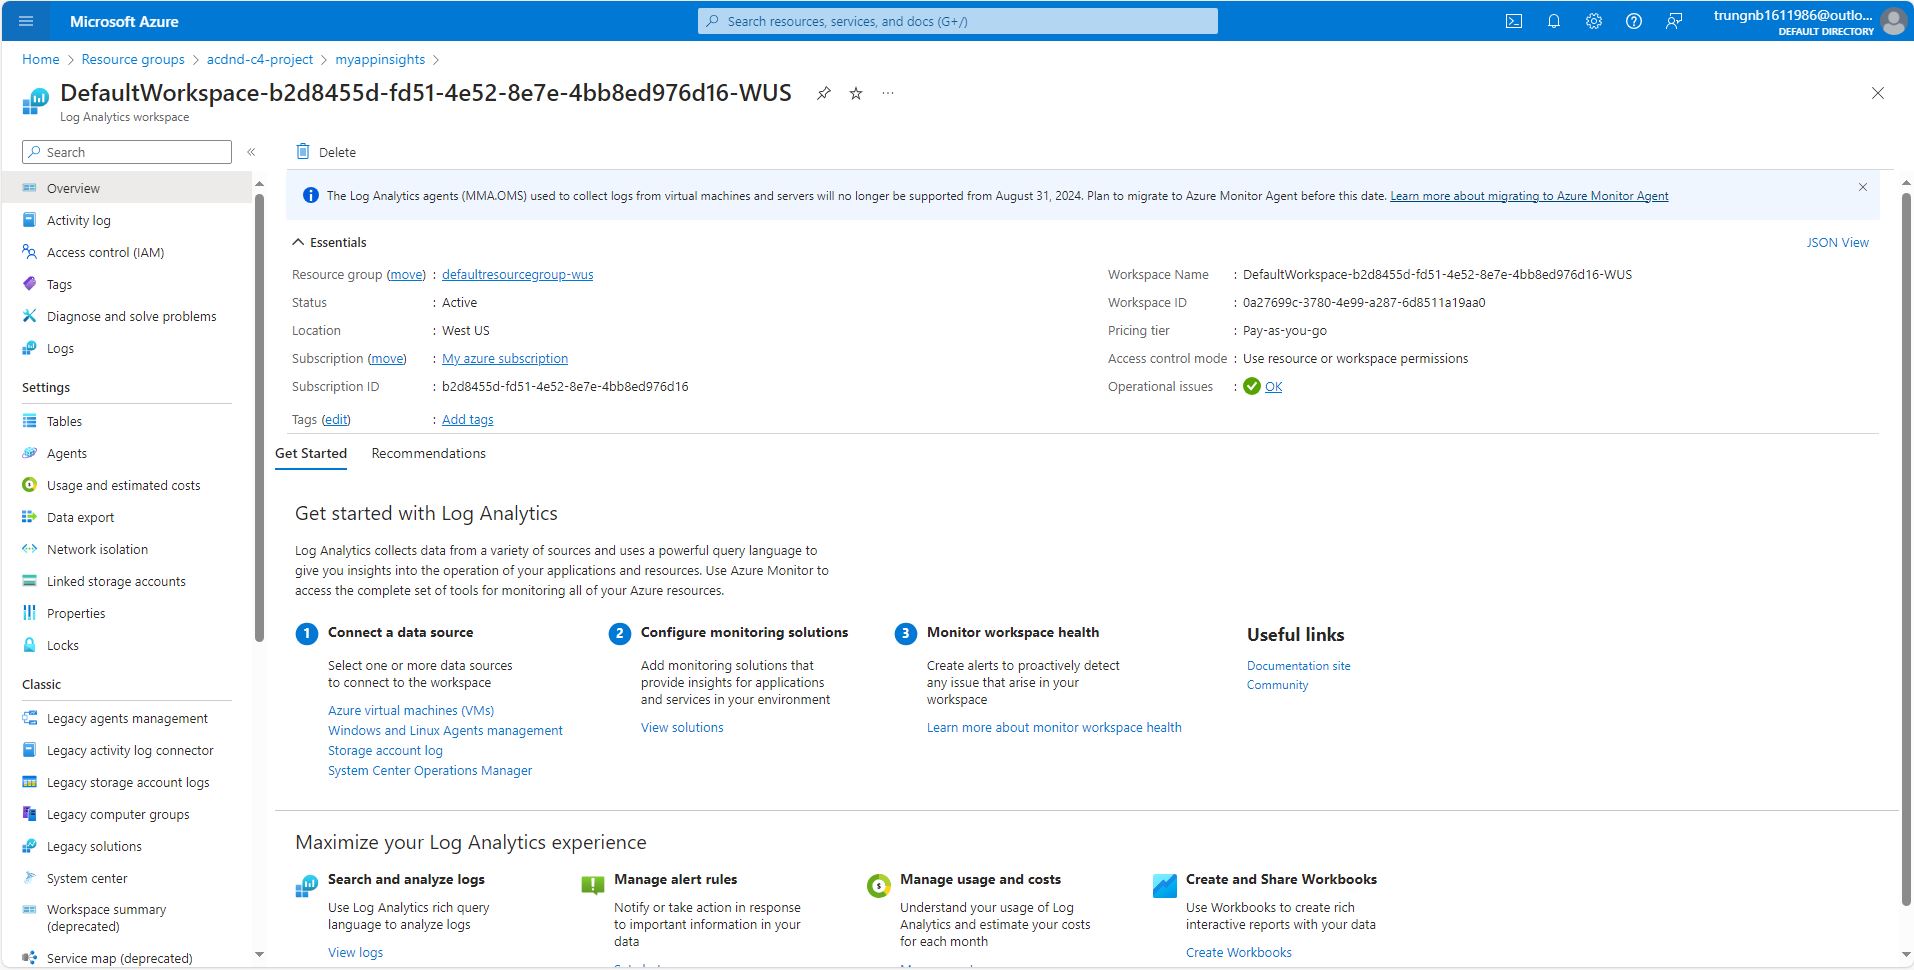 Microsoft Azure
Search resources, services, and docs (G+/)
trungnb1611986@outlo...
DEFAULT DIRECTORY
Home > Resource groups > acdnd-c4-project > myappinsights >
DefaultWorkspace-b2d8455d-fd51-4e52-8e7e-4bb8ed976d16-WUS
Log Analytics workspace
Search
Overview
Activity log
Access control (IAM)
Tags
Diagnose and solve problems
Logs
Settings
Tables
Agents
Usage and estimated costs
Data export
Network isolation
Linked storage accounts
Properties
Locks
Classic
Legacy agents management
Legacy activity log connector
Legacy storage account logs
Legacy computer groups
Legacy solutions
System center
Workspace summary
(deprecated)
Service map (deprecated)
Delete
The Log Analytics agents (MMA.OMS) used to collect logs from virtual machines and servers will no longer be supported from August 31, 2024. Plan to migrate to Azure Monitor Agent before this date. Learn more about migrating to Azure Monitor Agent
Essentials
JSON View
Resource group (move) : defaultresourcegroup-wus
Status : Active
Location : West US
Subscription (move) : My azure subscription
Subscription ID : b2d8455d-fd51-4e52-8e7e-4bb8ed976d16
Tags (edit) : Add tags
Workspace Name : DefaultWorkspace-b2d8455d-fd51-4e52-8e7e-4bb8ed976d16-WUS
Workspace ID : 0a27699c-3780-4e99-a287-6d8511a19aa0
Pricing tier : Pay-as-you-go
Access control mode : Use resource or workspace permissions
Operational issues : OK
Get Started
Recommendations
Get started with Log Analytics
Log Analytics collects data from a variety of sources and uses a powerful query language to
give you insights into the operation of your applications and resources. Use Azure Monitor to
access the complete set of tools for monitoring all of your Azure resources.
1 Connect a data source
Select one or more data sources
to connect to the workspace
Azure virtual machines (VMs)
Windows and Linux Agents management
Storage account log
System Center Operations Manager
2 Configure monitoring solutions
Add monitoring solutions that
provide insights for applications
and services in your environment
View solutions
3 Monitor workspace health
Create alerts to proactively detect
any issue that arise in your
workspace
Learn more about monitor workspace health
Useful links
Documentation site
Community
Maximize your Log Analytics experience
Search and analyze logs
Use Log Analytics rich query
language to analyze logs
View logs
Manage alert rules
Notify or take action in response
to important information in your
data
Manage usage and costs
Understand your usage of Log
Analytics and estimate your costs
for each month
Create and Share Workbooks
Use Workbooks to create rich
interactive reports with your data
Create Workbooks